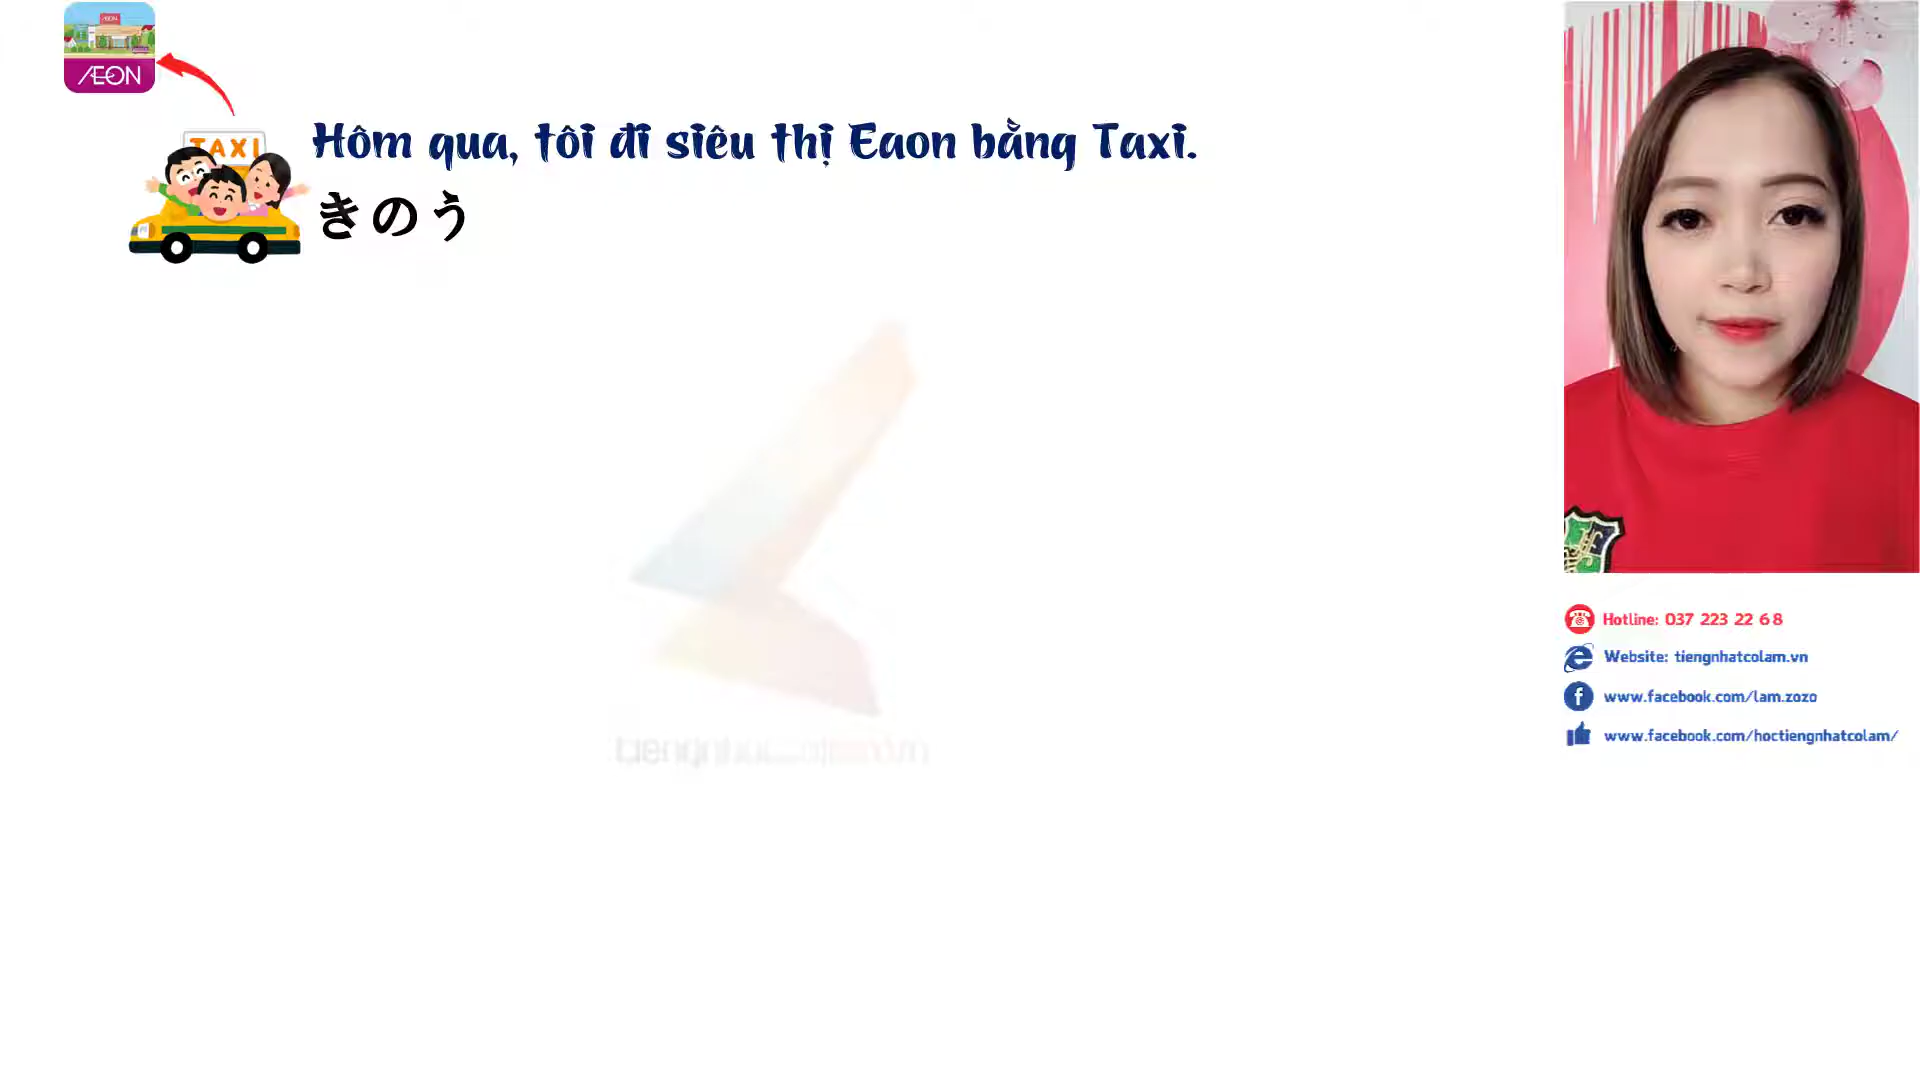 ÆON
TAXI
Hôm qua, tôi đi siêu thị Eaon bằng Taxi.
きのう
Hotline: 037 223 22 68
Website: tiengnhatcolam.vn
www.facebook.com/lam.zozo
www.facebook.com/hoctiengnhatcolam/